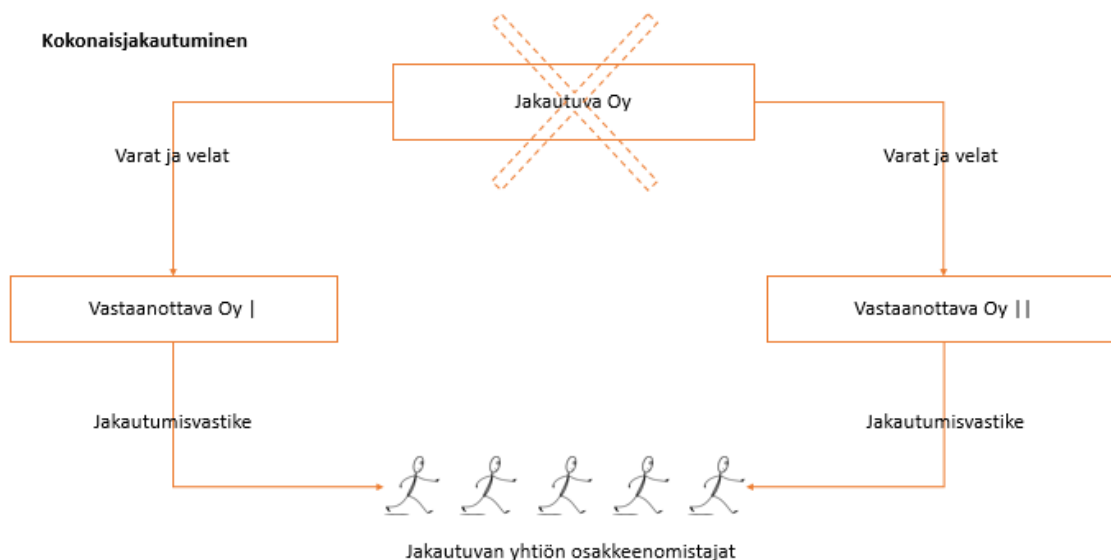 Kokonaisjakautuminen
Jakautuva Oy
Varat ja velat
Varat ja velat
Vastaanottava Oy |
Vastaanottava Oy ||
Jakautumisvastike
Jakautumisvastike
Jakautuvan yhtiön osakkeenomistajat